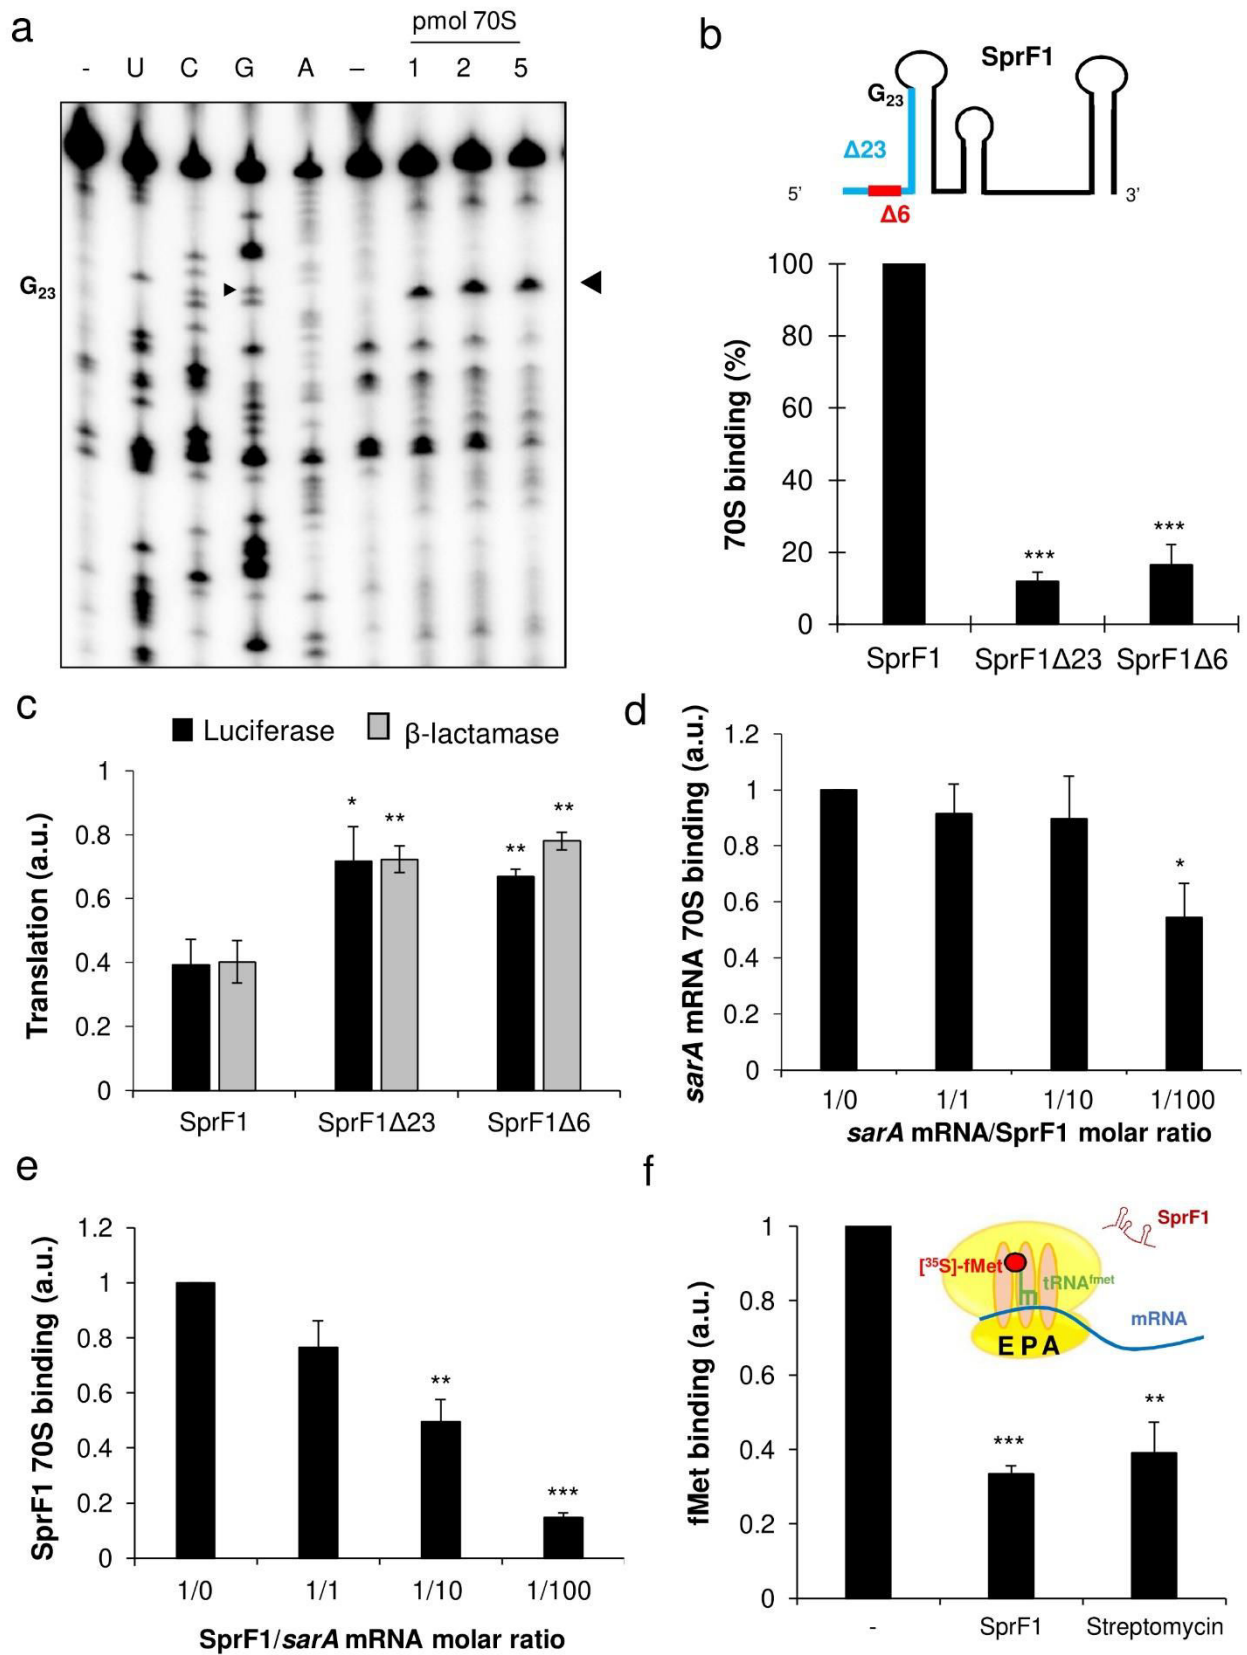 a
pmol 70S
- U C G A – 1 2 5
G23
b
SprF1
G23
Δ23
5’
3’
Δ6
70S binding (%)
100
80
60
40
20
0
***
***
SprF1 SprF1Δ23 SprF1Δ6
c
Luciferase β-lactamase
Translation (a.u.)
1
0.8
0.6
0.4
0.2
0
*
**
**
**
SprF1 SprF1Δ23 SprF1Δ6
d
sarA mRNA 70S binding (a.u.)
1.2
1
0.8
0.6
0.4
0.2
0
*
1/0 1/1 1/10 1/100
sarA mRNA/SprF1 molar ratio
e
SprF1 70S binding (a.u.)
1.2
1
0.8
0.6
0.4
0.2
0
**
***
1/0 1/1 1/10 1/100
SprF1/sarA mRNA molar ratio
f
fMet binding (a.u.)
1
0.8
0.6
0.4
0.2
0
SprF1
[35S]-fMet
tRNAfmet
mRNA
E P A
***
**
- SprF1 Streptomycin